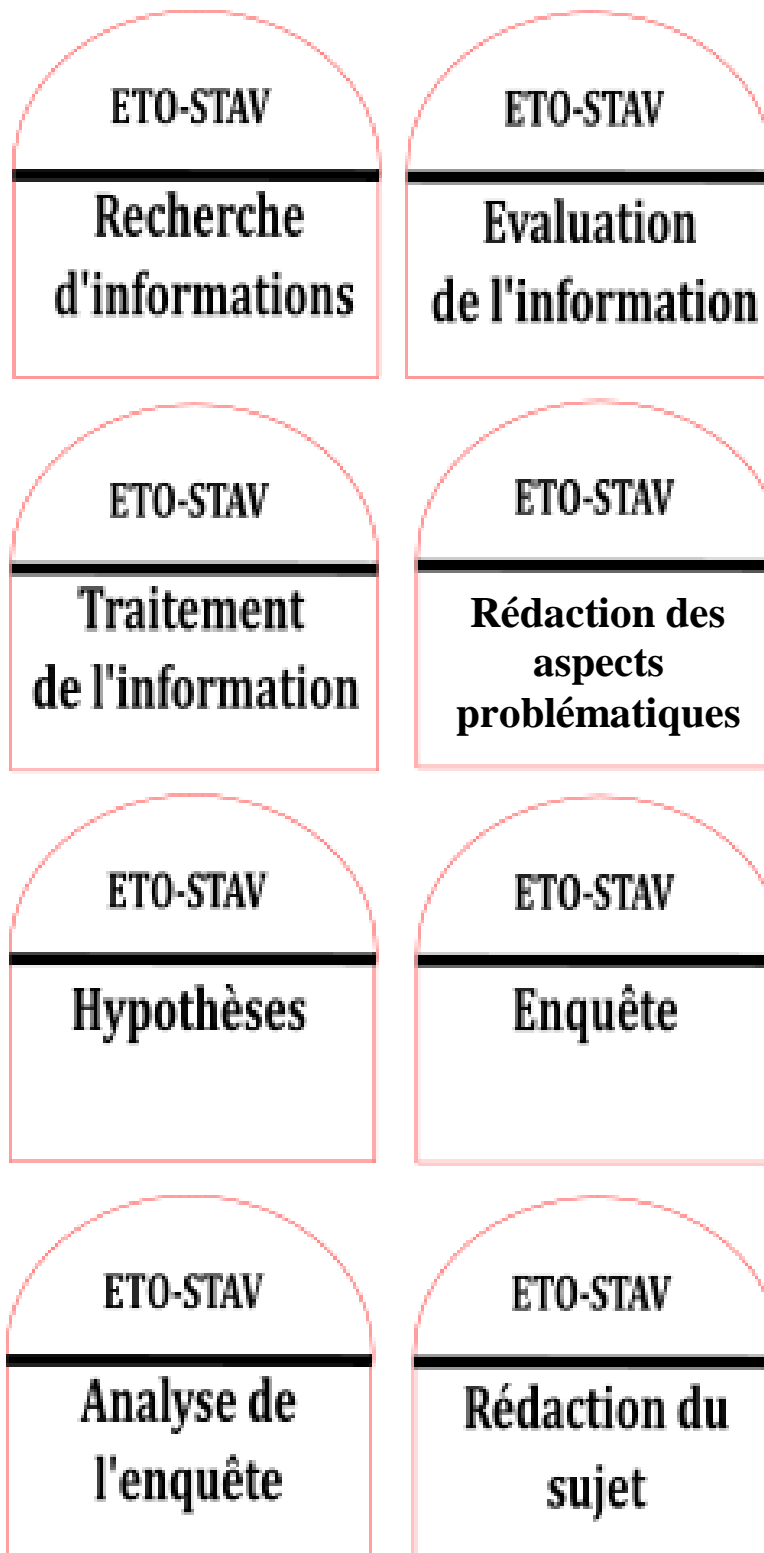 ETO-STAV
Recherche
d'informations
ETO-STAV
Evaluation
de l'information
ETO-STAV
Traitement
de l'information
ETO-STAV
Rédaction des
aspects
problématiques
ETO-STAV
Hypothèses
ETO-STAV
Enquête
ETO-STAV
Analyse de
l'enquête
ETO-STAV
Rédaction du
sujet